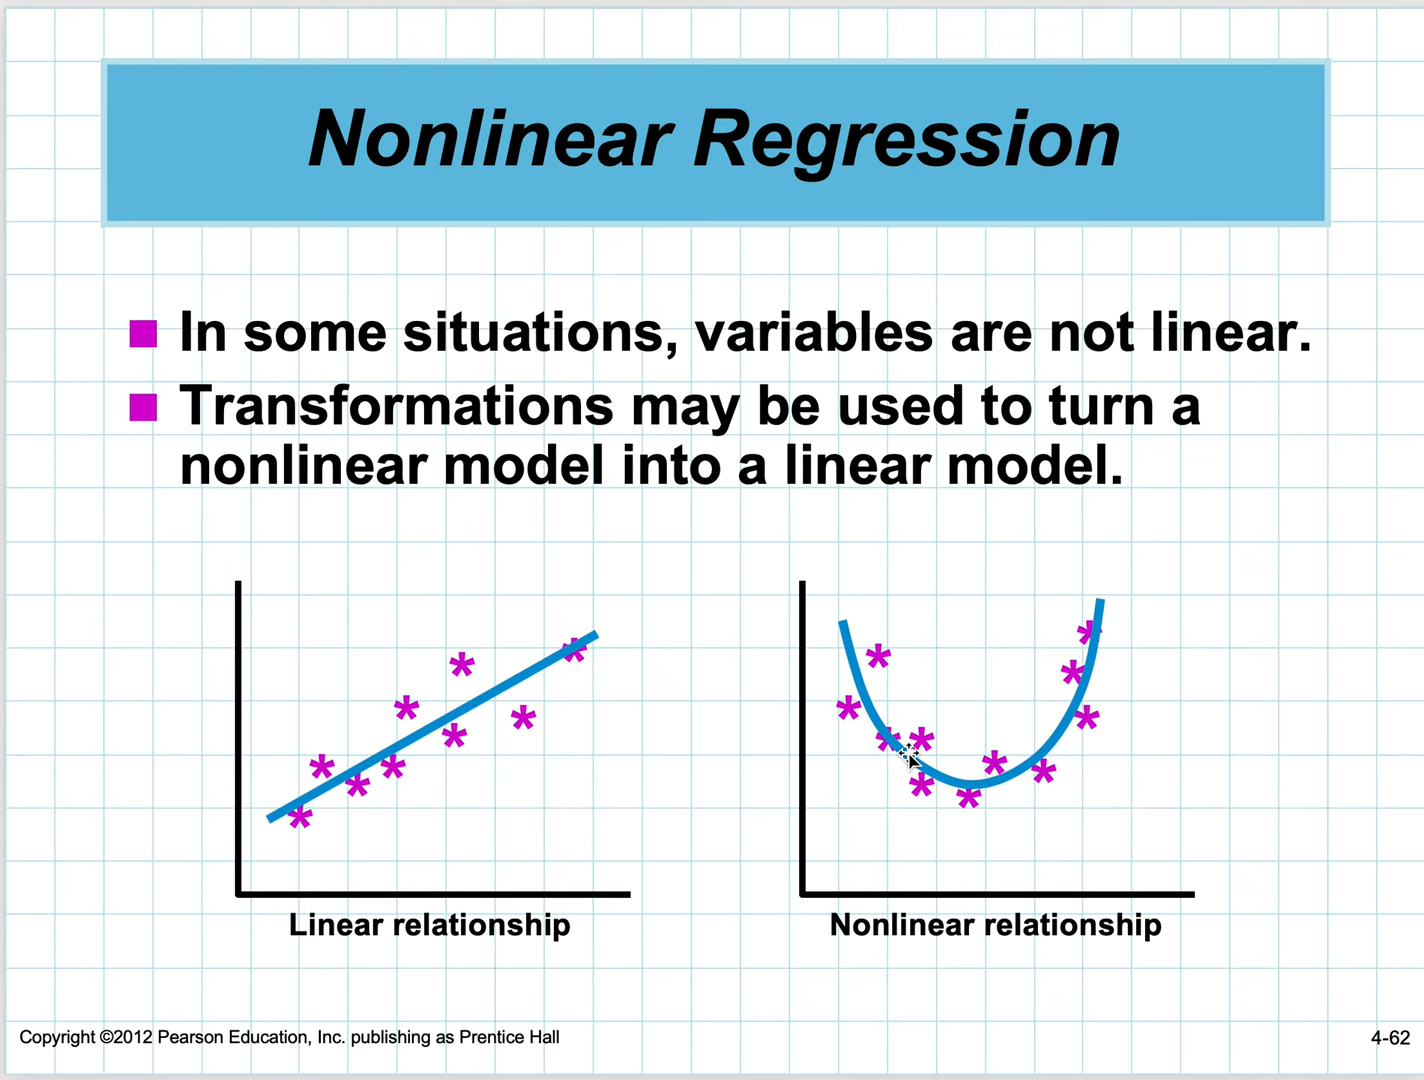 Nonlinear Regression
In some situations, variables are not linear.
Transformations may be used to turn a
nonlinear model into a linear model.
Linear relationship
Nonlinear relationship
Copyright ©2012 Pearson Education, Inc. publishing as Prentice Hall
4-62